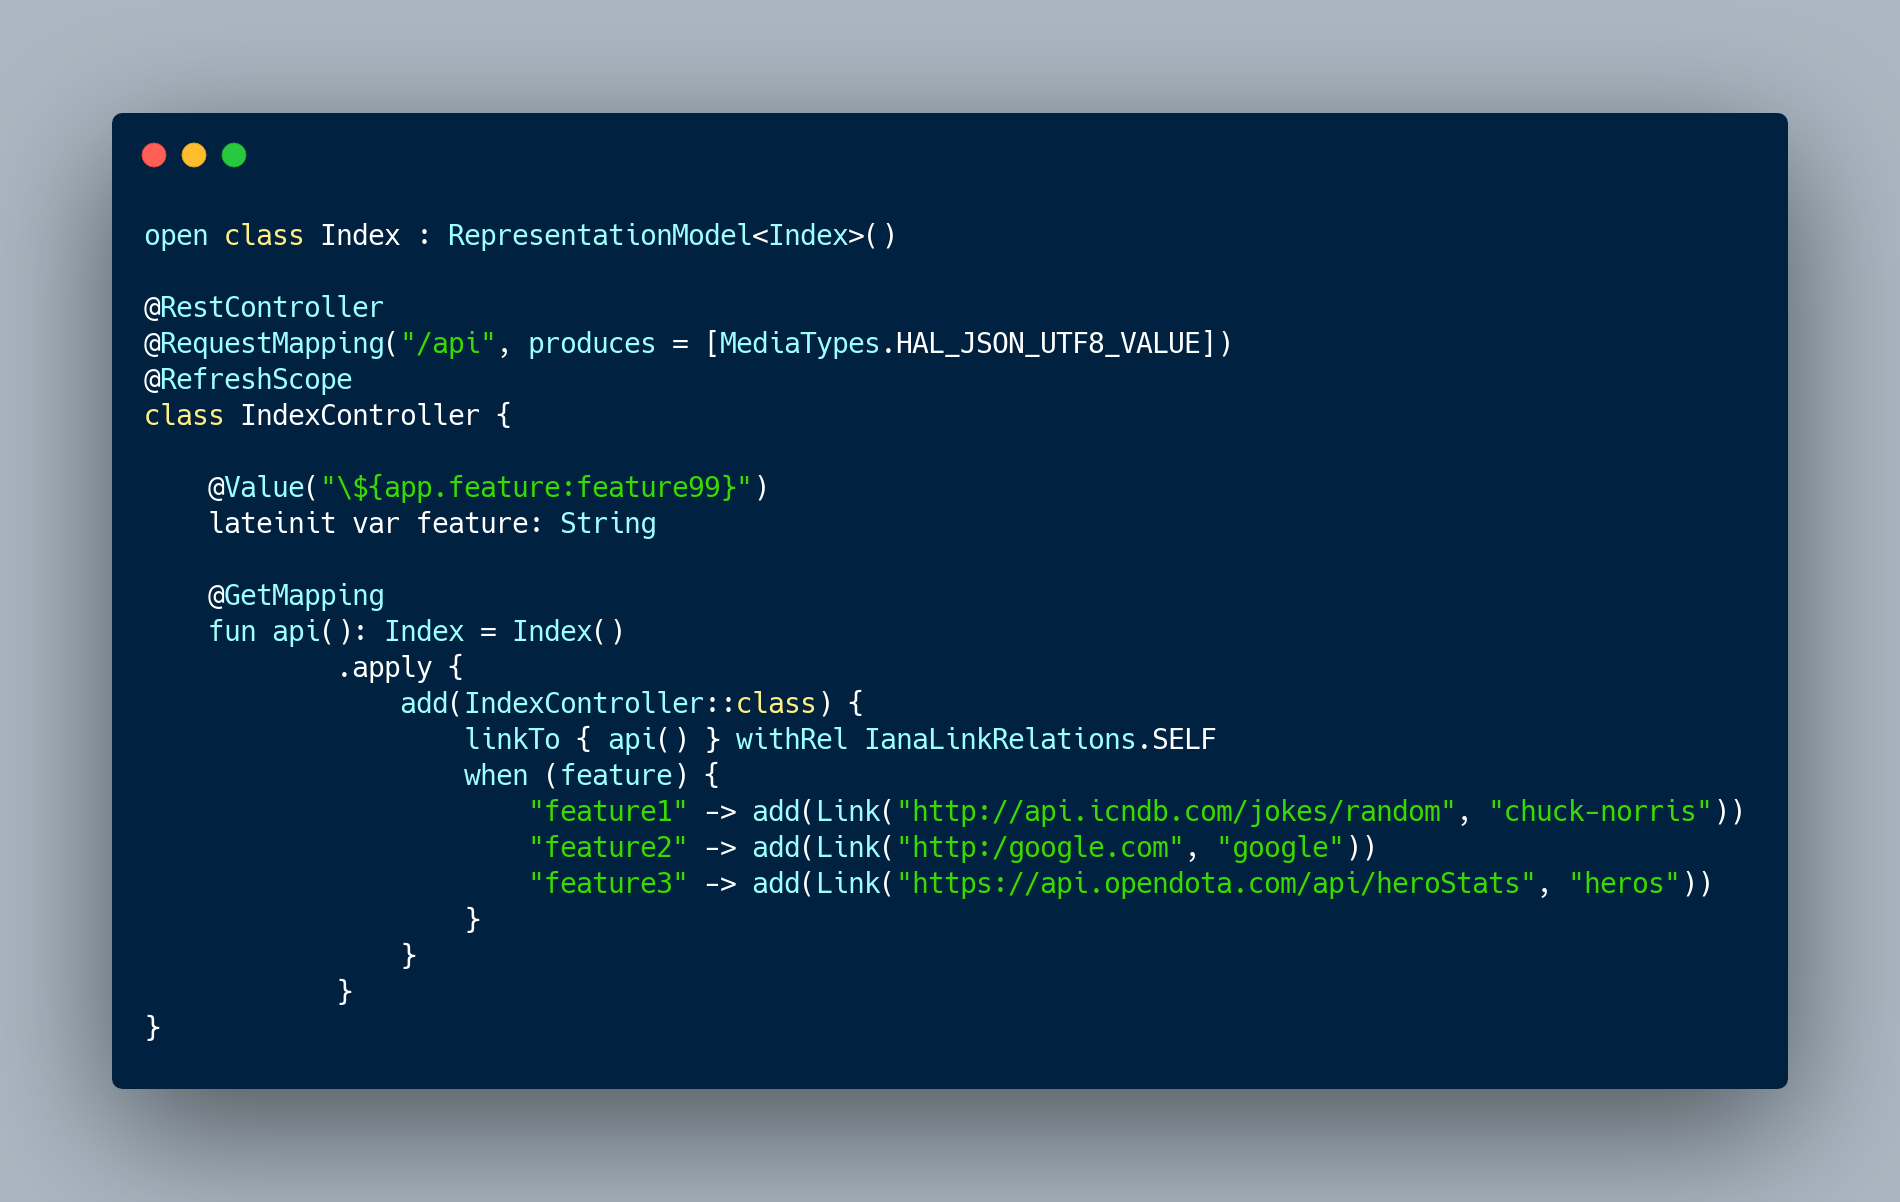 open class Index : RepresentationModel<Index>()

@RestController
@RequestMapping("/api", produces = [MediaTypes.HAL_JSON_UTF8_VALUE])
@RefreshScope
class IndexController {

    @Value("\${app.feature:feature99}")
    lateinit var feature: String

    @GetMapping
    fun api(): Index = Index()
            .apply {
                add(IndexController::class) {
                    linkTo { api() } withRel IanaLinkRelations.SELF
                    when (feature) {
                        "feature1" -> add(Link("http://api.icndb.com/jokes/random", "chuck-norris"))
                        "feature2" -> add(Link("http:/google.com", "google"))
                        "feature3" -> add(Link("https://api.opendota.com/api/heroStats", "heros"))
                    }
                }
            }
}